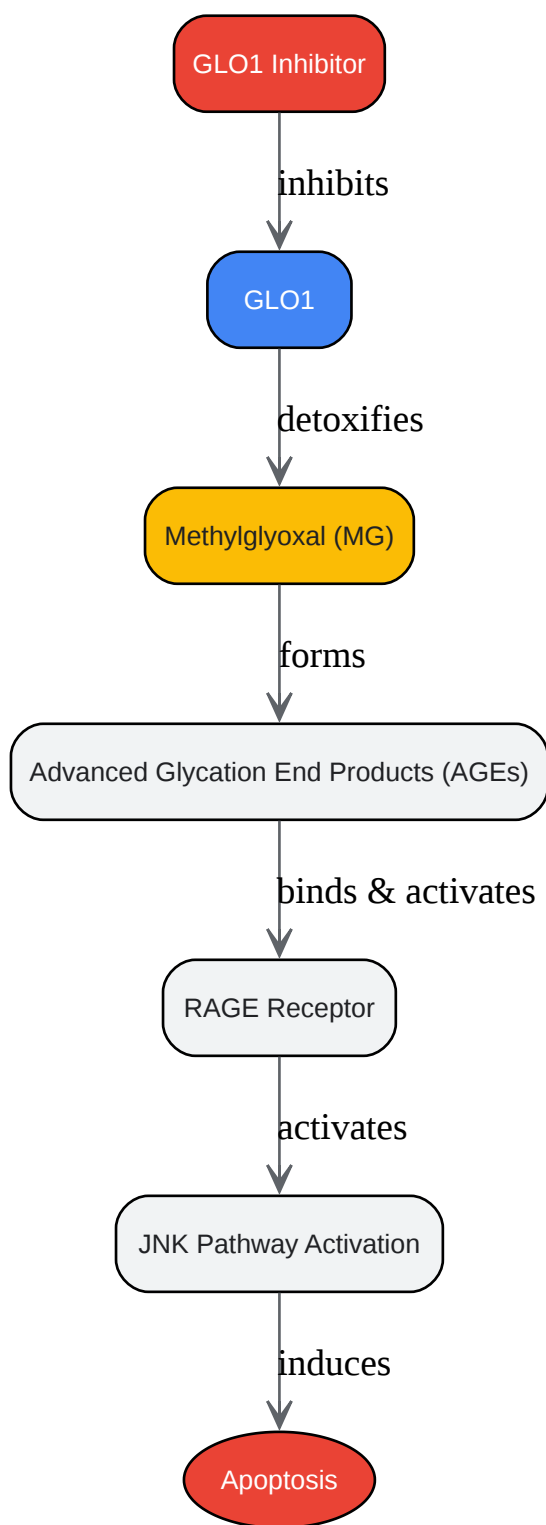 GLO1 Inhibitor
inhibits
GLO1
detoxifies
Methylglyoxal (MG)
forms
Advanced Glycation End Products (AGEs)
binds & activates
RAGE Receptor
activates
JNK Pathway Activation
induces
Apoptosis